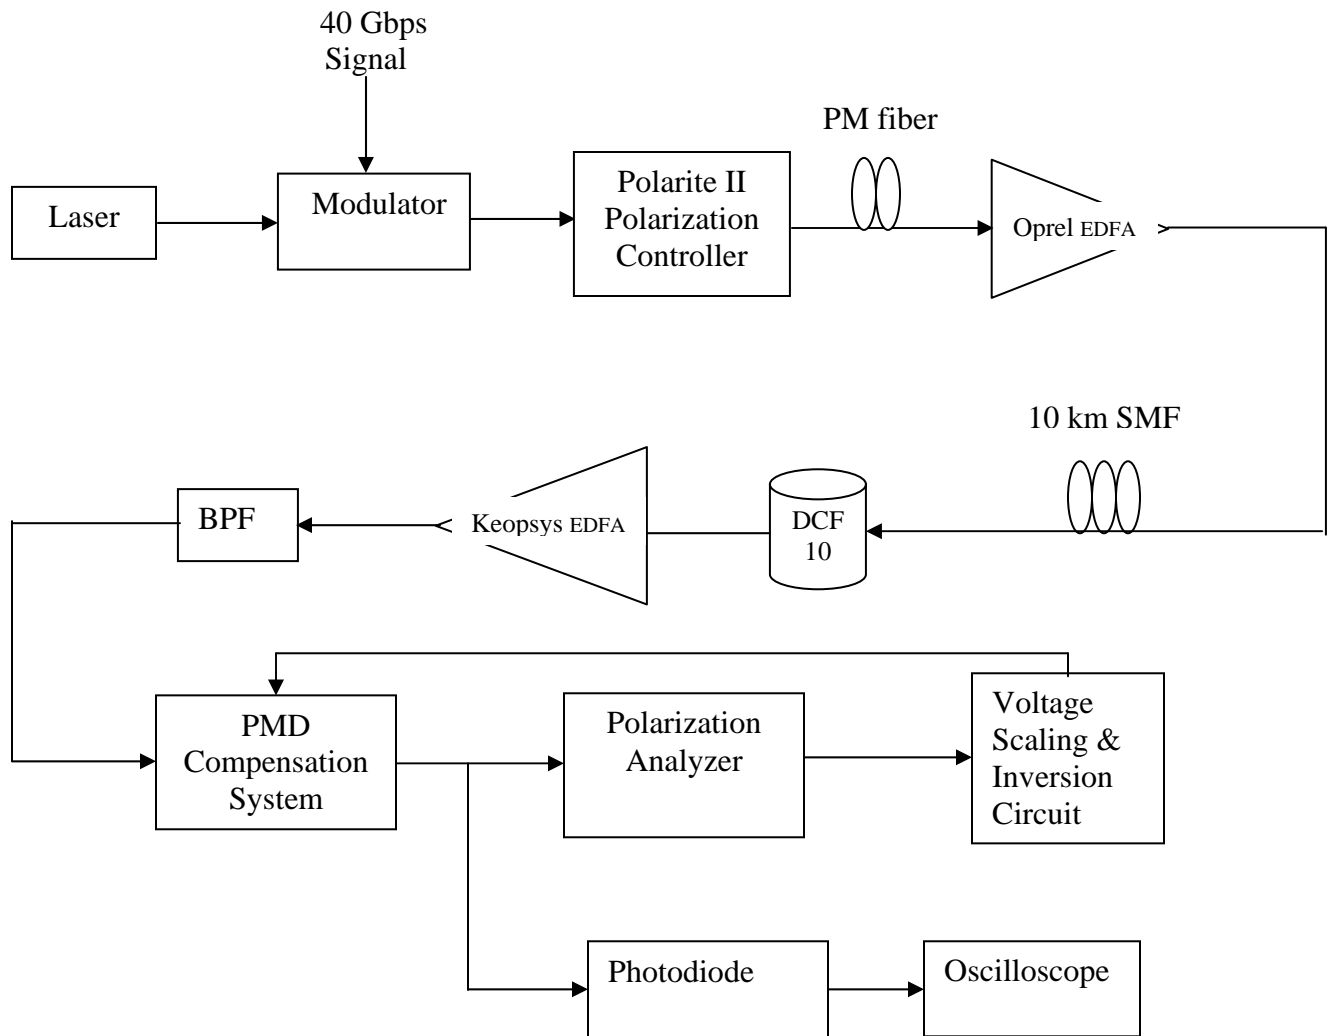 40 Gbps
Signal
PM fiber
Laser
Modulator
Polarite II
Polarization
Controller
Oprel EDFA
10 km SMF
BPF
Keopsys EDFA
DCF
10
PMD
Compensation
System
Polarization
Analyzer
Voltage
Scaling &
Inversion
Circuit
Photodiode
Oscilloscope